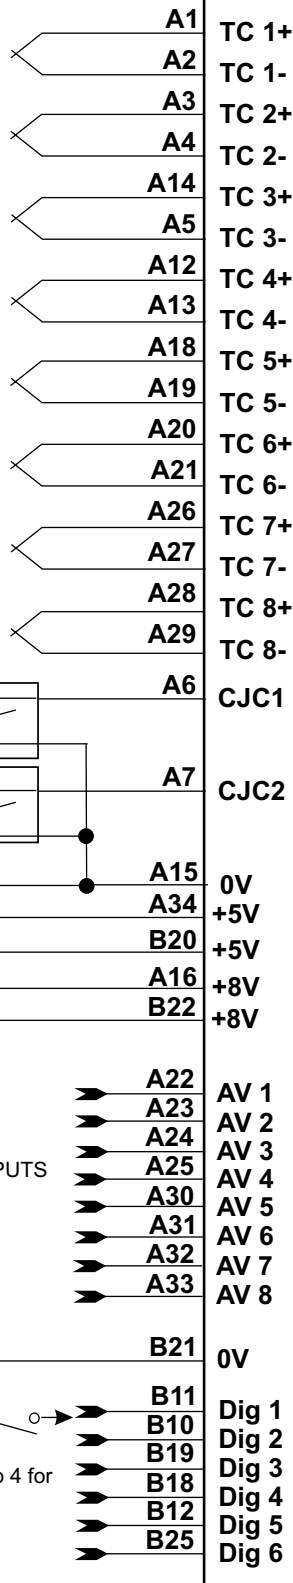 A1 TC 1+
A2 TC 1-
A3 TC 2+
A4 TC 2-
A14 TC 3+
A5 TC 3-
A12 TC 4+
A13 TC 4-
A18 TC 5+
A19 TC 5-
A20 TC 6+
A21 TC 6-
A26 TC 7+
A27 TC 7-
A28 TC 8+
A29 TC 8-
A6 CJC1
A7 CJC2
A15 0V
A34 +5V
B20 +5V
A16 +8V
B22 +8V
A22 AV 1
A23 AV 2
A24 AV 3
PUTS A25 AV 4
A30 AV 5
A31 AV 6
A32 AV 7
A33 AV 8
B21 0V
B11 Dig 1
B10 Dig 2
B19 Dig 3
4 for B18 Dig 4
B12 Dig 5
B25 Dig 6